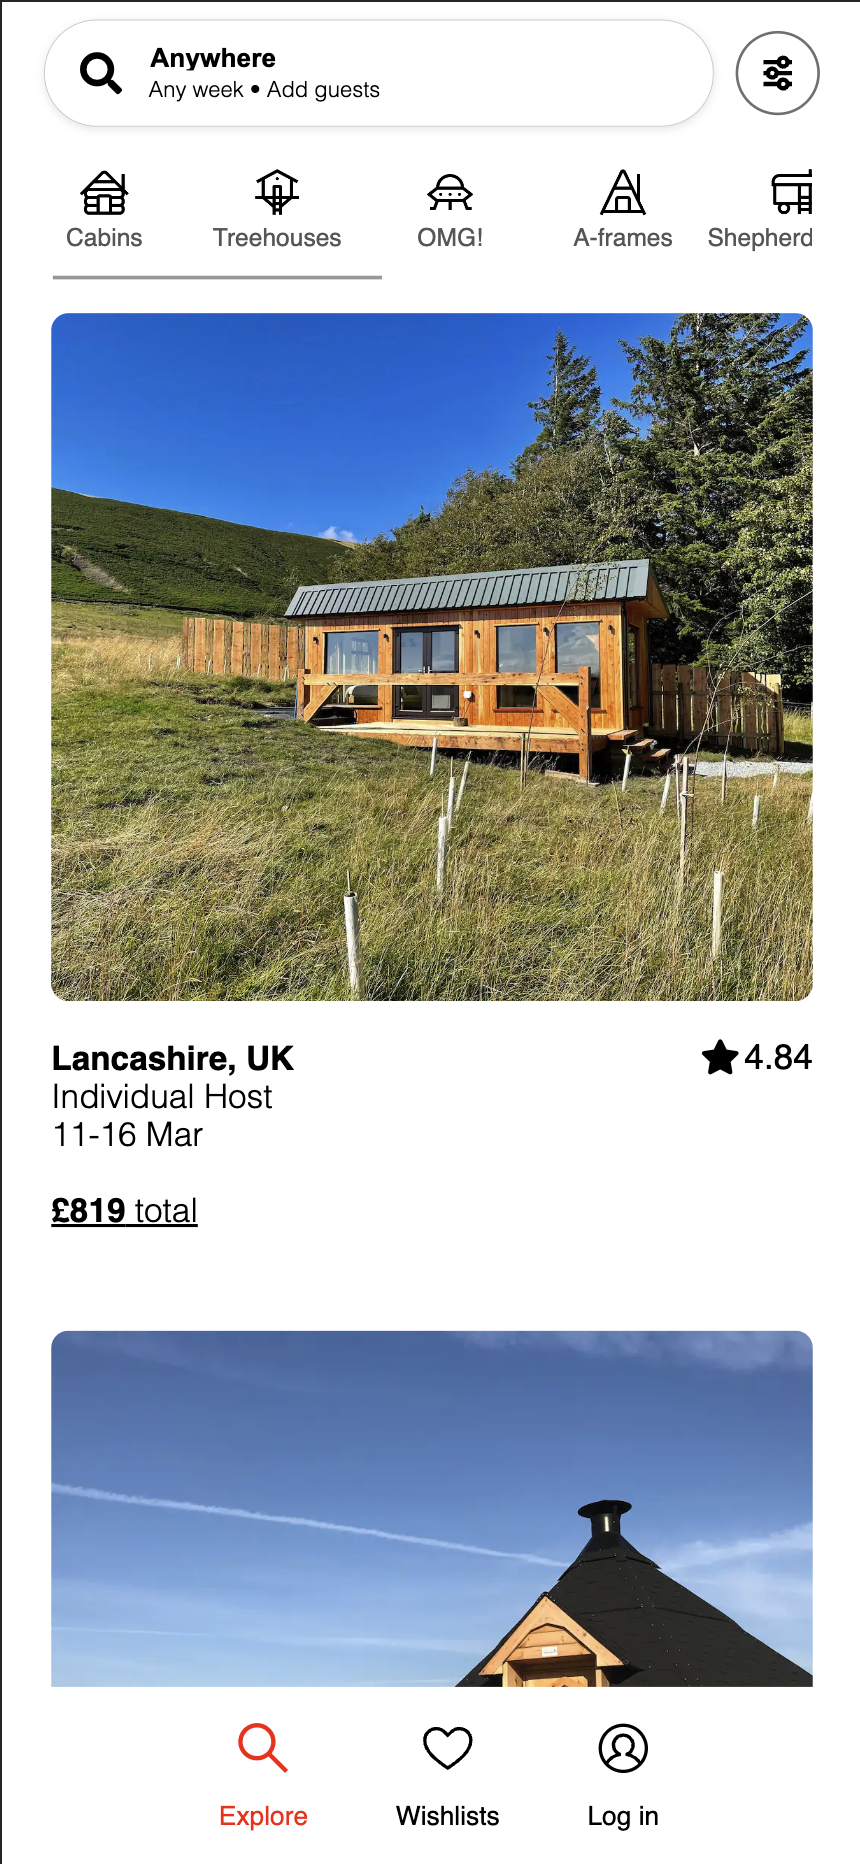 Anywhere
Any week • Add guests
Cabins
Treehouses
OMG!
A-frames
Shepherd
Lancashire, UK
4.84
Individual Host
11-16 Mar
£819 total
Explore
Wishlists
Log in